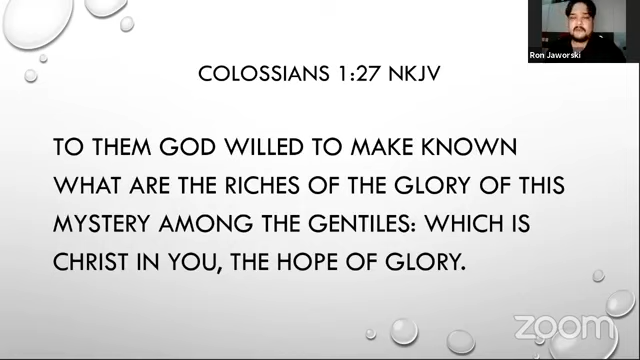 Ron Jaworski
COLOSSIANS 1:27 NKJV
TO THEM GOD WILLED TO MAKE KNOWN
WHAT ARE THE RICHES OF THE GLORY OF THIS
MYSTERY AMONG THE GENTILES: WHICH IS
CHRIST IN YOU, THE HOPE OF GLORY.
zoom